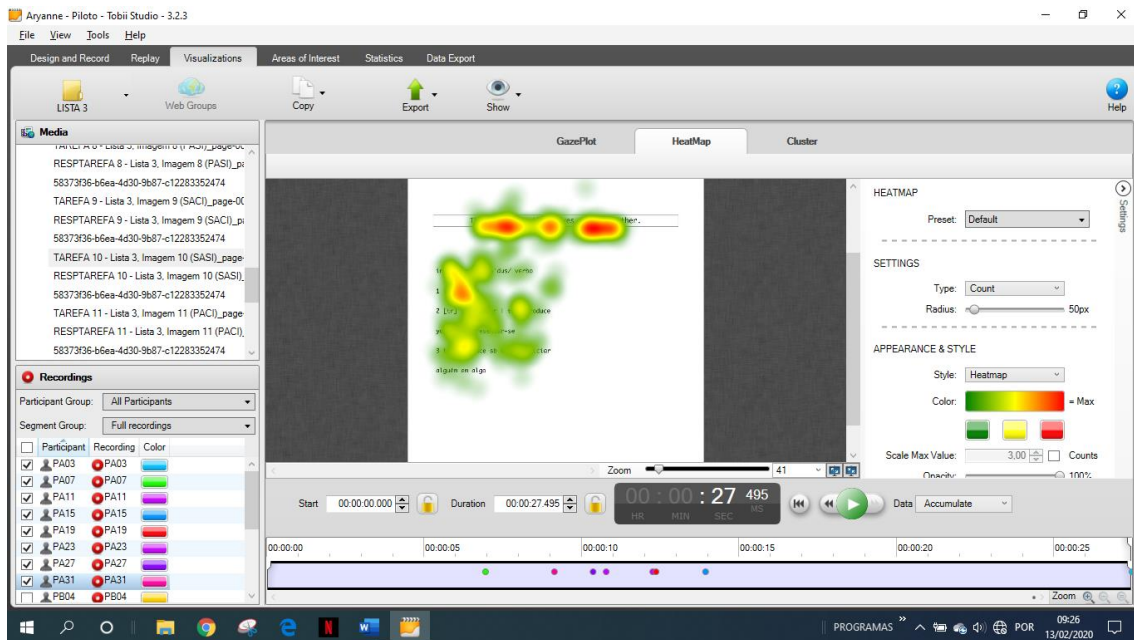 Aryanne - Piloto - Tobii Studio - 3.2.3
File View Tools Help
Design and Record Replay Visualizations Areas of Interest Statistics Data Export
LISTA 3 Web Groups Copy Export Show Help
Media
RESPTAREFA 8 - Lista 3, Imagem 8 (PASI)_pa
58373f36-b6ea-4d30-9b87-c12283352474
TAREFA 9 - Lista 3, Imagem 9 (SACI)_page-00
RESPTAREFA 9 - Lista 3, Imagem 9 (SACI)_pa
58373f36-b6ea-4d30-9b87-c12283352474
TAREFA 10 - Lista 3, Imagem 10 (SASI)_page-
RESPTAREFA 10 - Lista 3, Imagem 10 (SASI)_
58373f36-b6ea-4d30-9b87-c12283352474
TAREFA 11 - Lista 3, Imagem 11 (PACI)_page-
RESPTAREFA 11 - Lista 3, Imagem 11 (PACI)_
58373f36-b6ea-4d30-9b87-c12283352474
Recordings
Participant Group: All Participants
Segment Group: Full recordings
Participant Recording Color
PA03 PA03
PA07 PA07
PA11 PA11
PA15 PA15
PA19 PA19
PA23 PA23
PA27 PA27
PA31 PA31
PB04 PB04
GazePlot HeatMap Cluster
dus/ verbo
1
2
3
alguém em algo
Zoom 41
HEATMAP
Preset: Default
SETTINGS
Type: Count
Radius: 50px
APPEARANCE & STYLE
Style: Heatmap
Color: = Max
Scale Max Value: 3,00 Counts
Opacity: 100%
Settings
Start 00:00:00.000 Duration 00:00:27.495 00 : 00 : 27 495 Data Accumulate
HR MIN SEC MS
00:00:00 00:00:05 00:00:10 00:00:15 00:00:20 00:00:25
Zoom
PROGRAMAS POR 09:26
13/02/2020